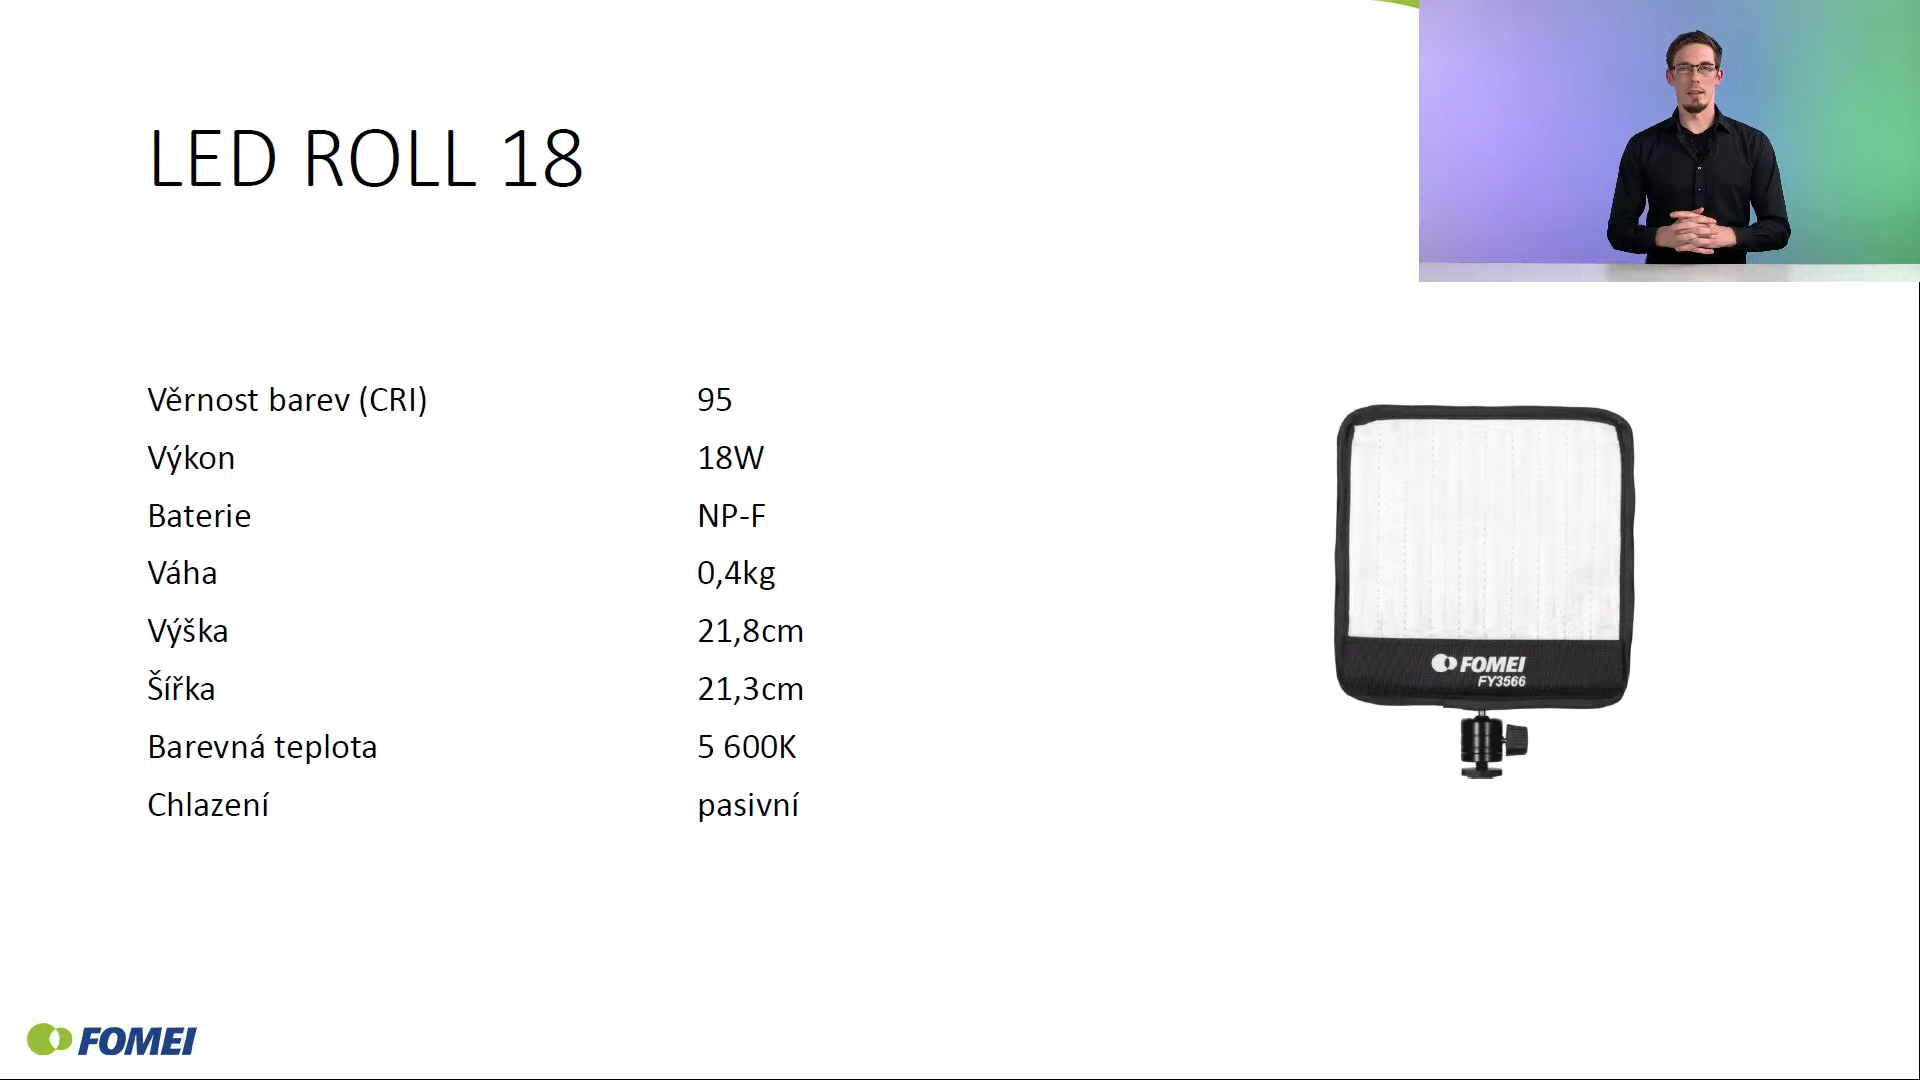 LED ROLL 18
Věrnost barev (CRI) 95
Výkon 18W
Baterie NP-F
Váha 0,4kg
Výška 21,8cm
Šířka 21,3cm
Barevná teplota 5 600K
Chlazení pasivní
FOMEI
FY3566
FOMEI